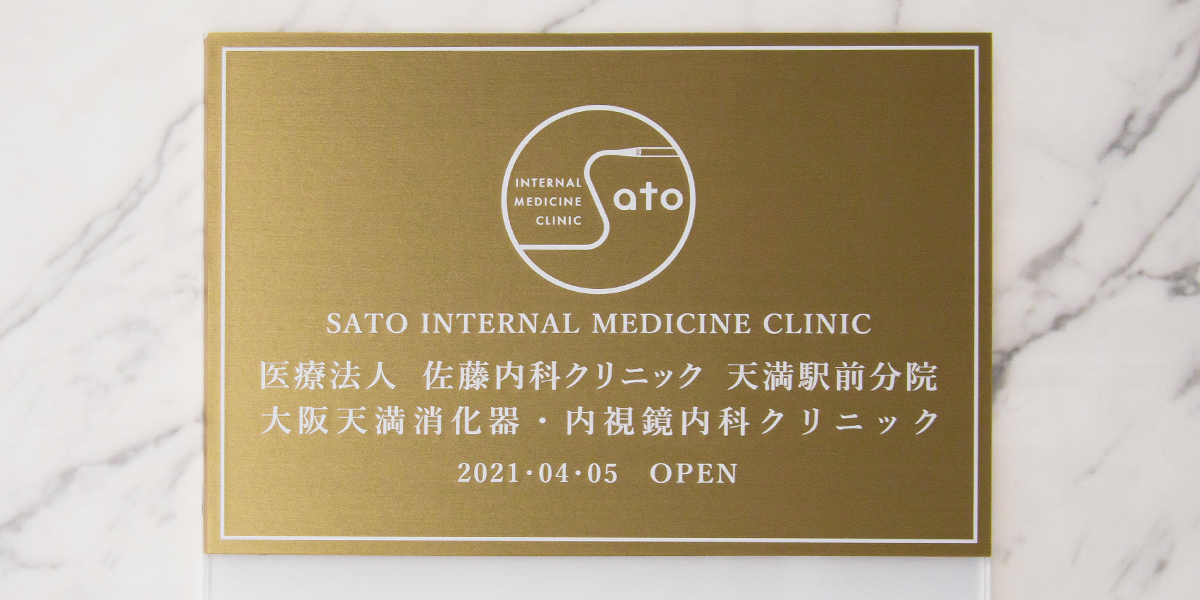 INTERNAL
MEDICINE
CLINIC
Sato
SATO INTERNAL MEDICINE CLINIC
医療法人 佐藤内科クリニック 天満駅前分院
大阪天満消化器・内視鏡内科クリニック
2021・04・05 OPEN